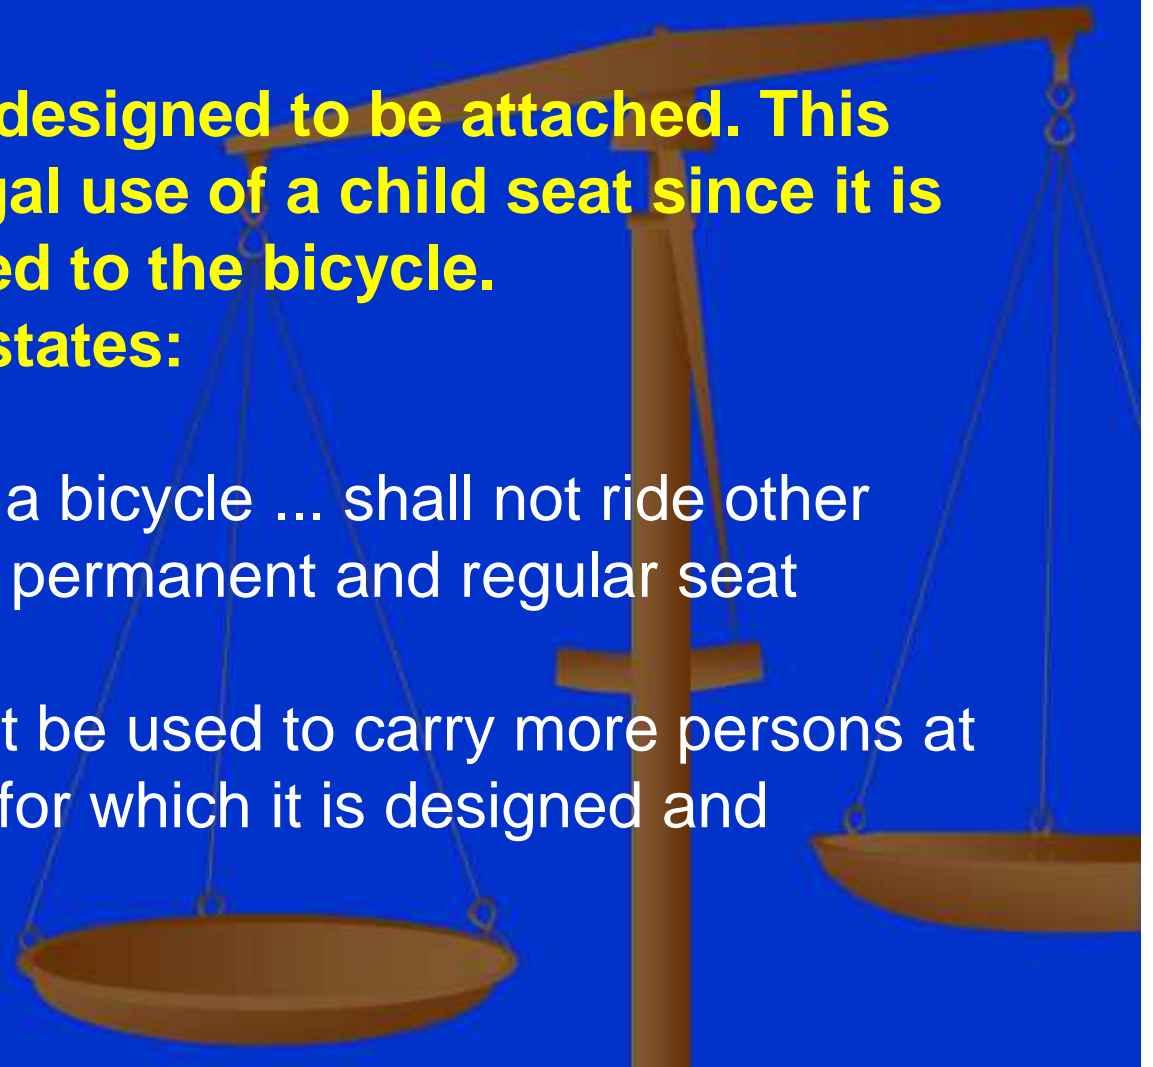 designed to be attached. This
gal use of a child seat since it is
ed to the bicycle.
states:
a bicycle ... shall not ride other
permanent and regular seat
t be used to carry more persons at
for which it is designed and